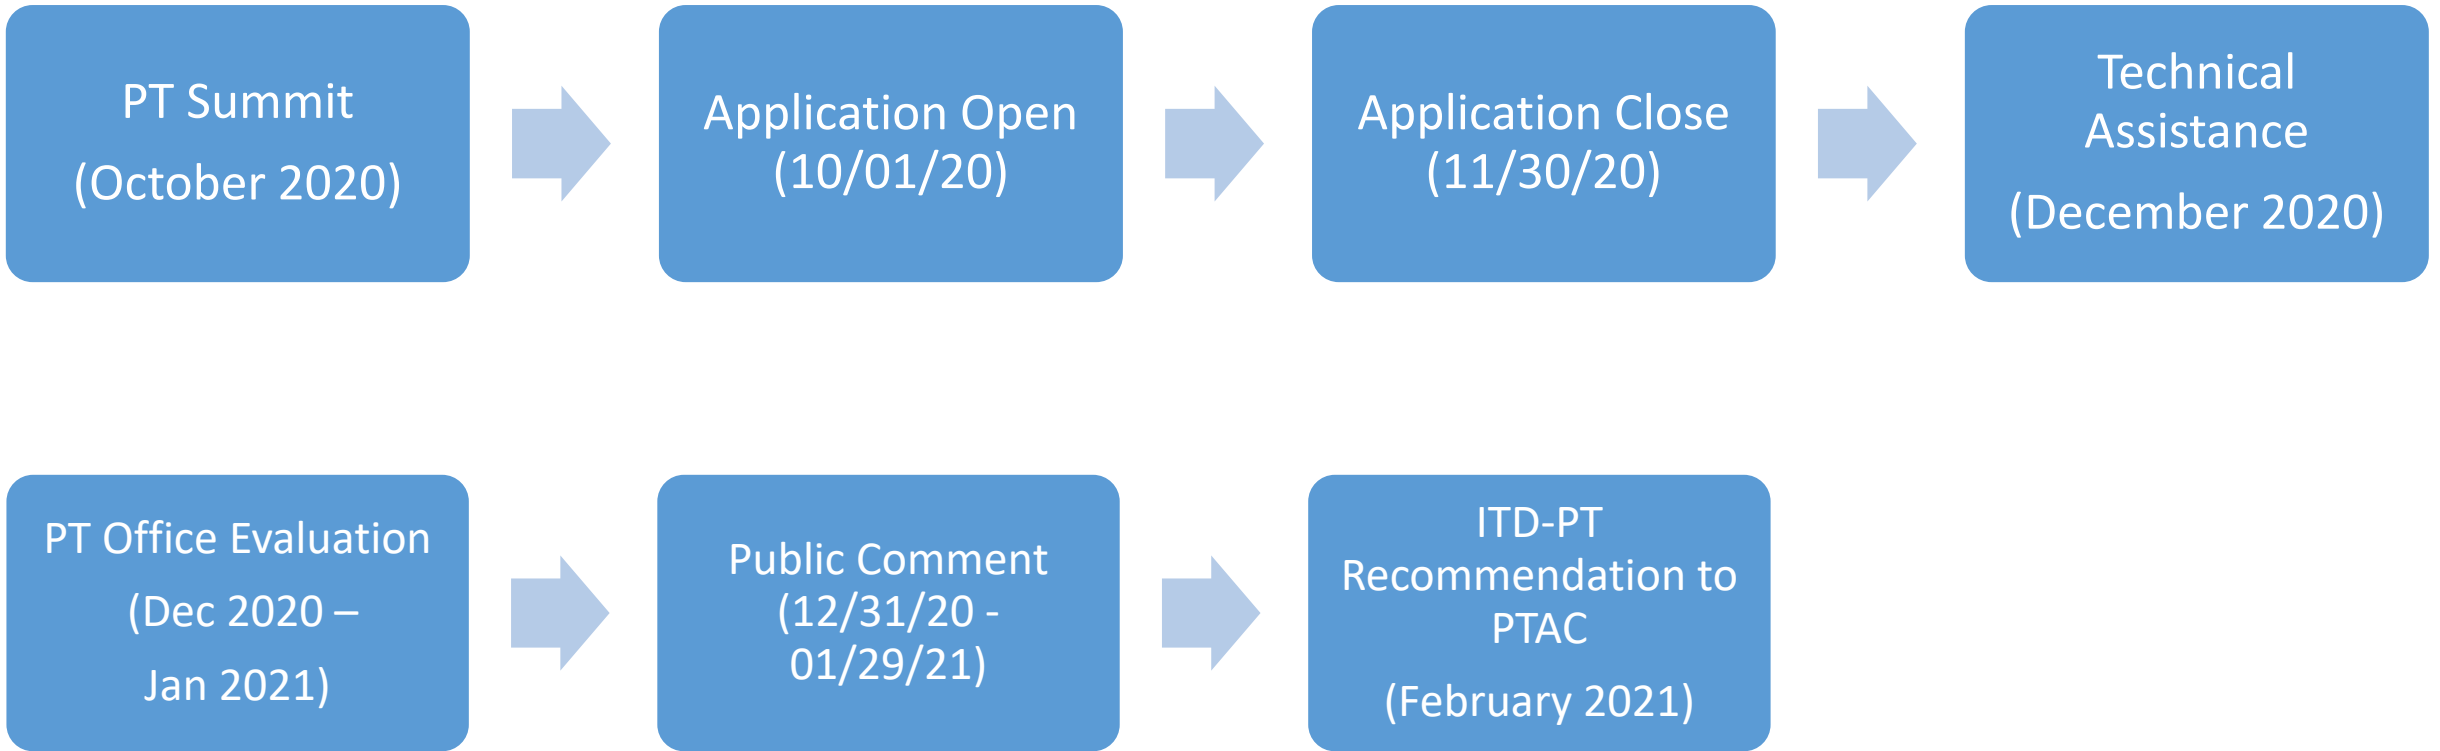 PT Summit
(October 2020)
Application Open
(10/01/20)
Application Close
(11/30/20)
Technical
Assistance
(December 2020)
PT Office Evaluation
(Dec 2020 –
Jan 2021)
Public Comment
(12/31/20 -
01/29/21)
ITD-PT
Recommendation to
PTAC
(February 2021)